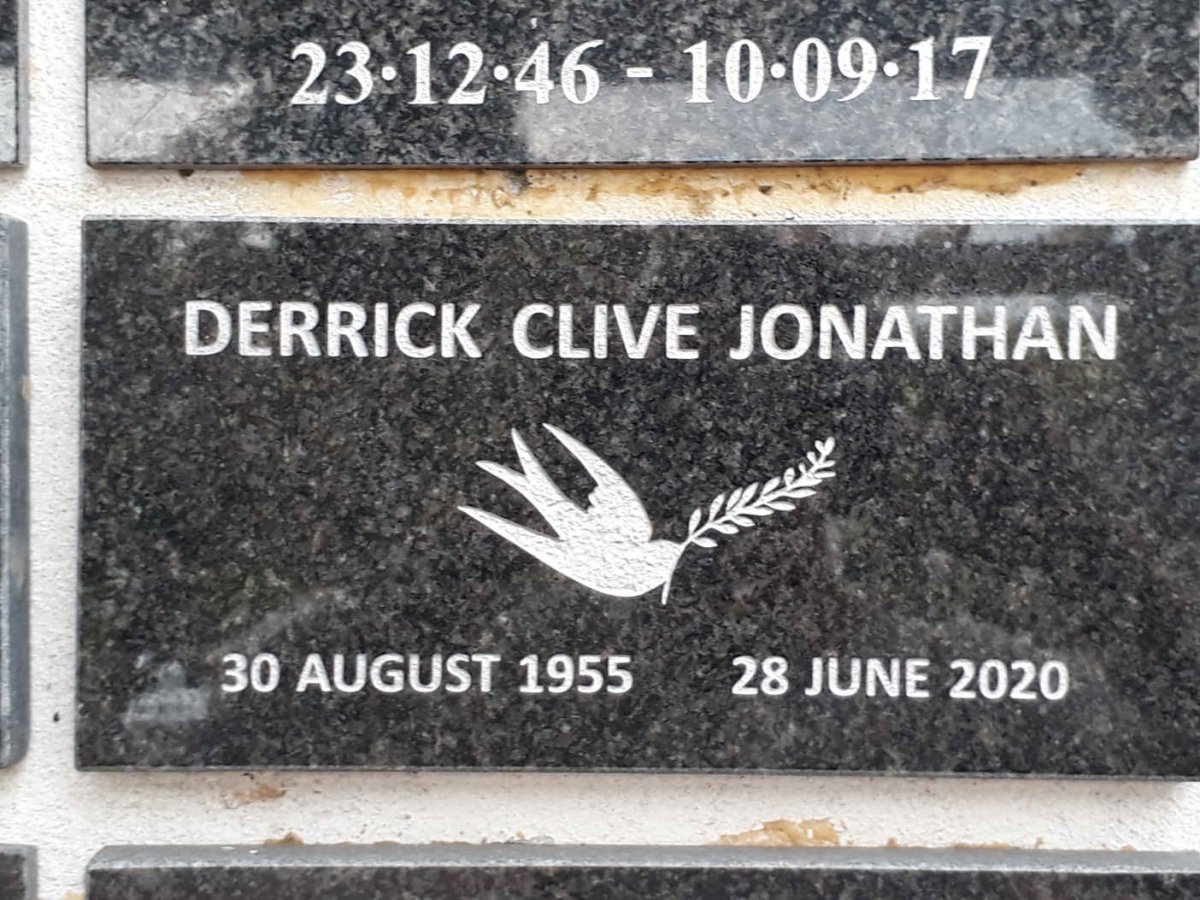 23·12·46 - 10·09·17
DERRICK CLIVE JONATHAN
30 AUGUST 1955 28 JUNE 2020